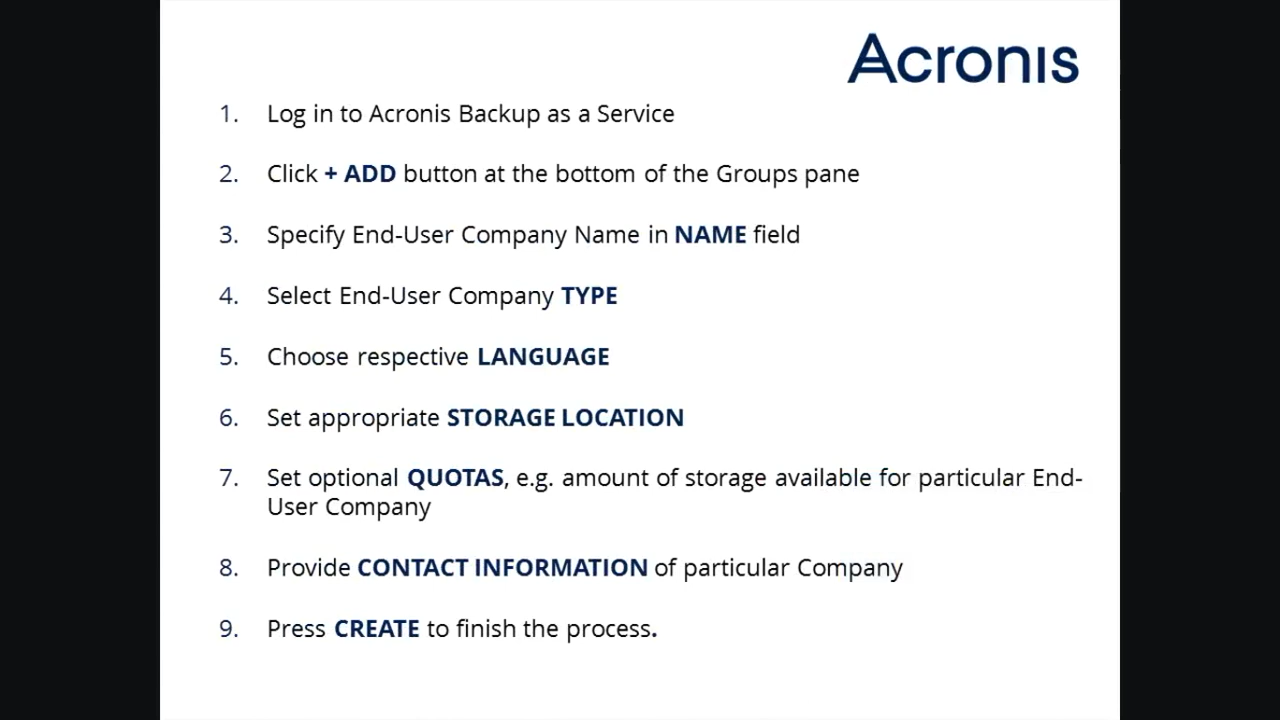 Acronis
1. Log in to Acronis Backup as a Service
2. Click + ADD button at the bottom of the Groups pane
3. Specify End-User Company Name in NAME field
4. Select End-User Company TYPE
5. Choose respective LANGUAGE
6. Set appropriate STORAGE LOCATION
7. Set optional QUOTAS, e.g. amount of storage available for particular End-
User Company
8. Provide CONTACT INFORMATION of particular Company
9. Press CREATE to finish the process.